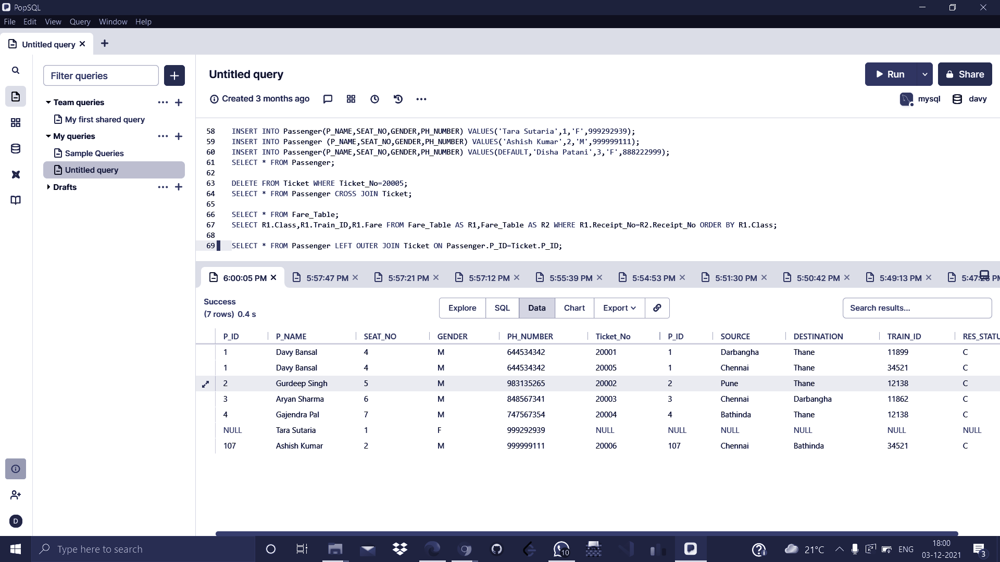 PopSQL
File Edit View Query Window Help
Untitled query
Filter queries
Team queries
My first shared query
My queries
Sample Queries
Untitled query
Drafts
D
Untitled query
Run
Share
Created 3 months ago
mysql davy
58 INSERT INTO Passenger(P_NAME,SEAT_NO,GENDER,PH_NUMBER) VALUES('Tara Sutaria',1,'F',999292939);
59 INSERT INTO Passenger (P_NAME,SEAT_NO,GENDER,PH_NUMBER) VALUES('Ashish Kumar',2,'M',999999111);
60 INSERT INTO Passenger(P_NAME,SEAT_NO,GENDER,PH_NUMBER) VALUES(DEFAULT,'Disha Patani',3,'F',888222999);
61 SELECT * FROM Passenger;
62
63 DELETE FROM Ticket WHERE Ticket_No=20005;
64 SELECT * FROM Passenger CROSS JOIN Ticket;
65
66 SELECT * FROM Fare_Table;
67 SELECT R1.Class,R1.Train_ID,R1.Fare FROM Fare_Table AS R1,Fare_Table AS R2 WHERE R1.Receipt_No=R2.Receipt_No ORDER BY R1.Class;
68
69 SELECT * FROM Passenger LEFT OUTER JOIN Ticket ON Passenger.P_ID=Ticket.P_ID;
6:00:05 PM 5:57:47 PM 5:57:21 PM 5:57:12 PM 5:55:39 PM 5:54:53 PM 5:51:30 PM 5:50:42 PM 5:49:13 PM
Success
(7 rows) 0.4 s
Explore SQL Data Chart Export
Search results...
P_ID P_NAME SEAT_NO GENDER PH_NUMBER Ticket_No P_ID SOURCE DESTINATION TRAIN_ID RES_STATU
1 Davy Bansal 4 M 644534342 20001 1 Darbangha Thane 11899 C
1 Davy Bansal 4 M 644534342 20005 1 Chennai Thane 34521 C
2 Gurdeep Singh 5 M 983135265 20002 2 Pune Thane 12138 C
3 Aryan Sharma 6 M 848567341 20003 3 Chennai Darbangha 11862 C
4 Gajendra Pal 7 M 747567354 20004 4 Bathinda Thane 12138 C
NULL Tara Sutaria 1 F 999292939 NULL NULL NULL NULL NULL NULL
107 Ashish Kumar 2 M 999999111 20006 107 Chennai Bathinda 34521 C
Type here to search
10
21°C
ENG
18:00
03-12-2021
3